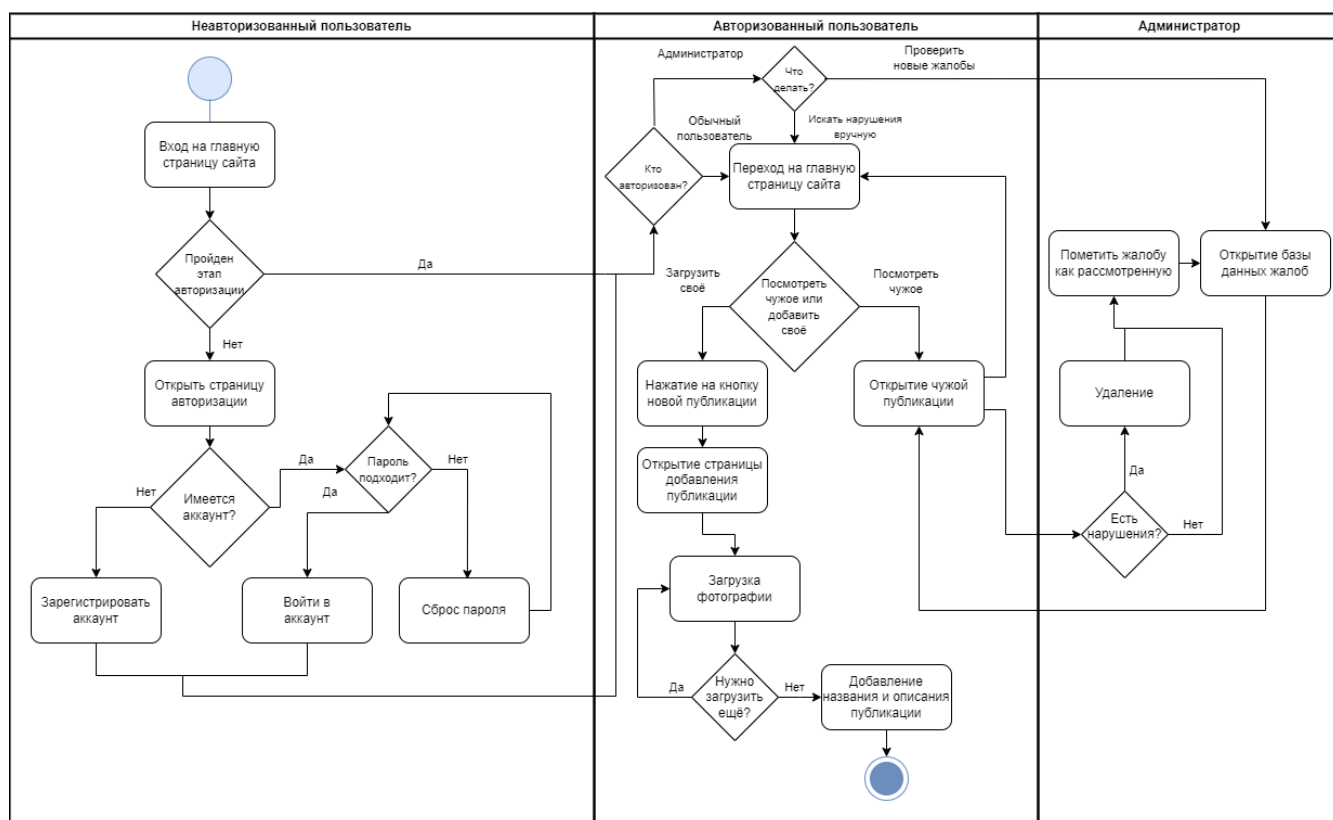 Неавторизованный пользователь
Авторизованный пользователь
Администратор
Вход на главную
страницу сайта
Пройден
этап
авторизации
Да
Нет
Открыть страницу
авторизации
Имеется
аккаунт?
Да
Нет
Пароль
подходит?
Да
Нет
Зарегистрировать
аккаунт
Войти в
аккаунт
Сброс пароля
Администратор
Что
делать?
Проверить
новые жалобы
Обычный
пользователь
Искать нарушения
вручную
Кто
авторизован?
Переход на главную
страницу сайта
Загрузить
своё
Посмотреть
чужое или
добавить
своё
Посмотреть
чужое
Нажатие на кнопку
новой публикации
Открытие чужой
публикации
Открытие страницы
добавления
публикации
Загрузка
фотографии
Да
Нужно
загрузить
ещё?
Нет
Добавление
названия и описания
публикации
Пометить жалобу
как рассмотренную
Открытие базы
данных жалоб
Удаление
Да
Есть
нарушения?
Нет